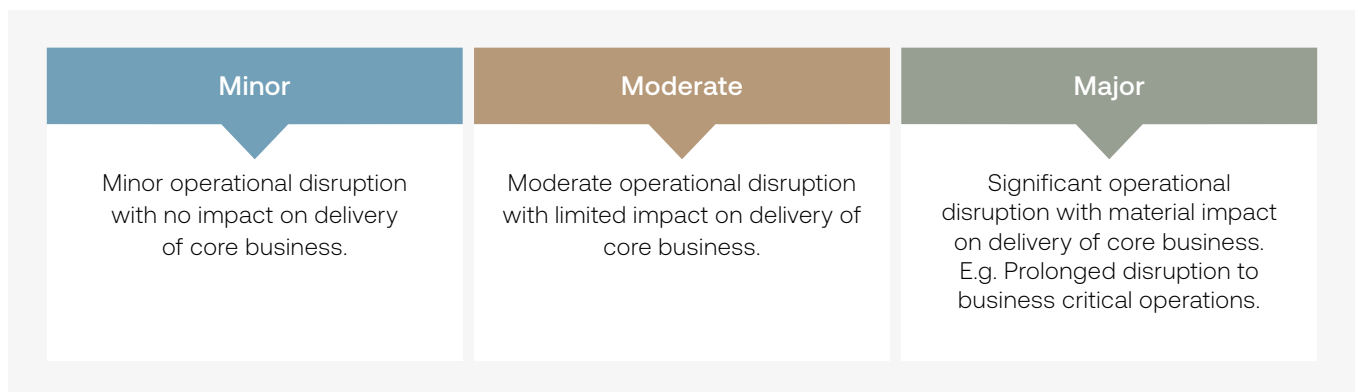 Minor
Minor operational disruption
with no impact on delivery
of core business.
Moderate
Moderate operational disruption
with limited impact on delivery of
core business.
Major
Significant operational
disruption with material impact
on delivery of core business.
E.g. Prolonged disruption to
business critical operations.